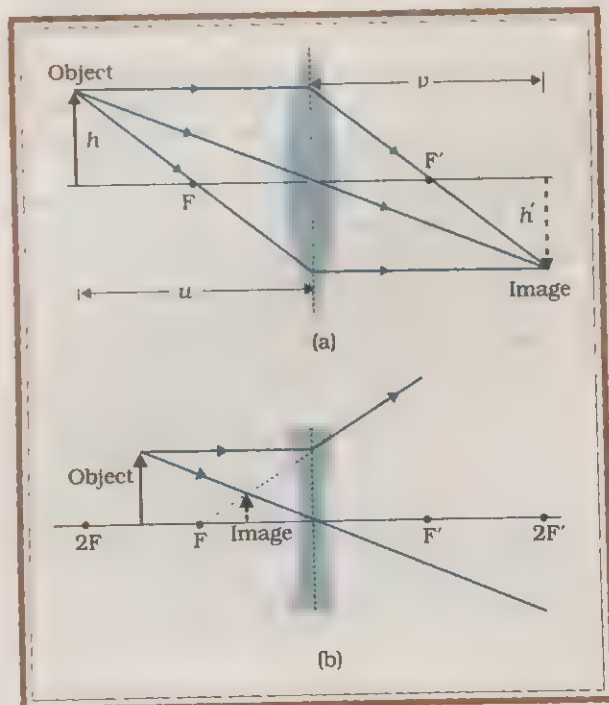 Object
v
h
F′
F
h′
u
Image
(a)
Object
2F
F
Image
F′
2F′
(b)